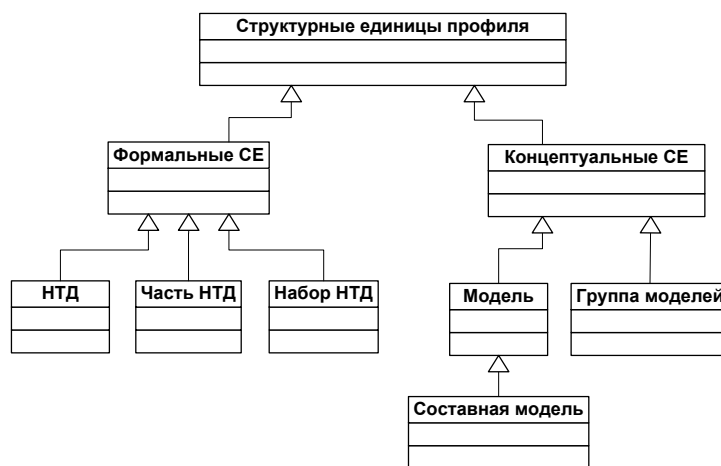 Структурные единицы профиля
Формальные СЕ
Концептуальные СЕ
НТД
Часть НТД
Набор НТД
Модель
Группа моделей
Составная модель